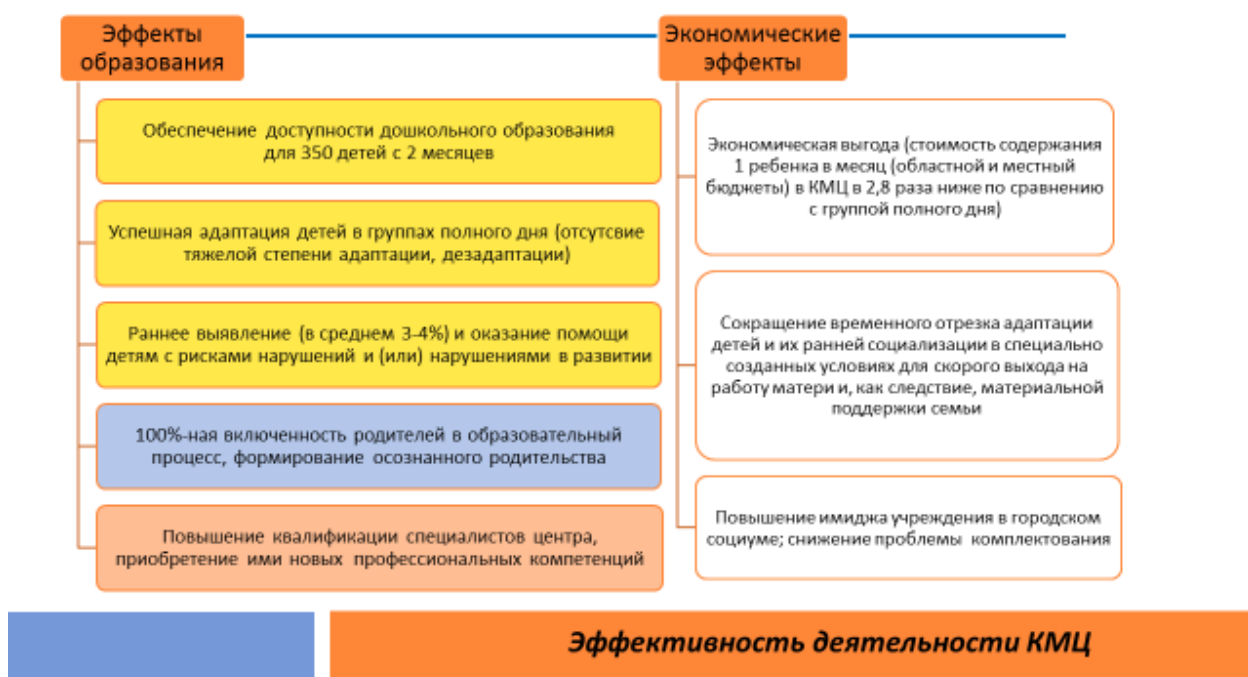 Эффекты
образования
Обеспечение доступности дошкольного образования
для 350 детей с 2 месяцев
Успешная адаптация детей в группах полного дня (отсутсвие
тяжелой степени адаптации, дезадаптации)
Раннее выявление (в среднем 3-4%) и оказание помощи
детям с рисками нарушений и (или) нарушениями в развитии
100%-ная включенность родителей в образовательный
процесс, формирование осознанного родительства
Повышение квалификации специалистов центра,
приобретение ими новых профессиональных компетенций
Экономические
эффекты
Экономическая выгода (стоимость содержания
1 ребенка в месяц (областной и местный
бюджеты) в КМЦ в 2,8 раза ниже по сравнению
с группой полного дня)
Сокращение временного отрезка адаптации
детей и их ранней социализации в специально
созданных условиях для скорого выхода на
работу матери и, как следствие, материальной
поддержки семьи
Повышение имиджа учреждения в городском
социуме; снижение проблемы комплектования
Эффективность деятельности КМЦ